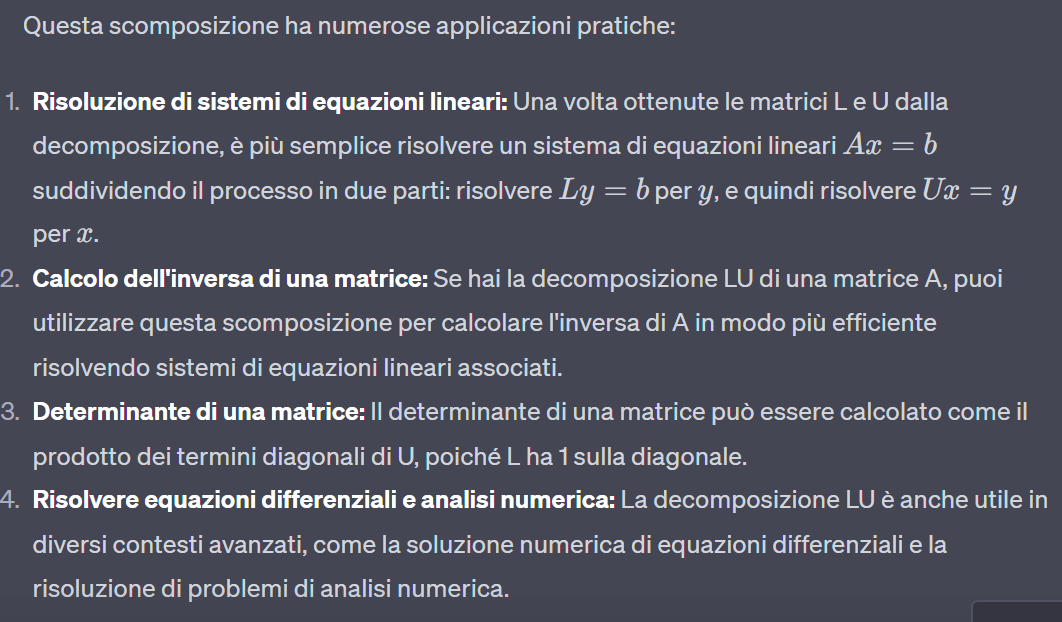 Questa scomposizione ha numerose applicazioni pratiche:
1. Risoluzione di sistemi di equazioni lineari: Una volta ottenute le matrici L e U dalla
decomposizione, è più semplice risolvere un sistema di equazioni lineari Ax = b
suddividendo il processo in due parti: risolvere Ly = b per y, e quindi risolvere Ux = y
per x.
2. Calcolo dell'inversa di una matrice: Se hai la decomposizione LU di una matrice A, puoi
utilizzare questa scomposizione per calcolare l'inversa di A in modo più efficiente
risolvendo sistemi di equazioni lineari associati.
3. Determinante di una matrice: Il determinante di una matrice può essere calcolato come il
prodotto dei termini diagonali di U, poiché L ha 1 sulla diagonale.
4. Risolvere equazioni differenziali e analisi numerica: La decomposizione LU è anche utile in
diversi contesti avanzati, come la soluzione numerica di equazioni differenziali e la
risoluzione di problemi di analisi numerica.